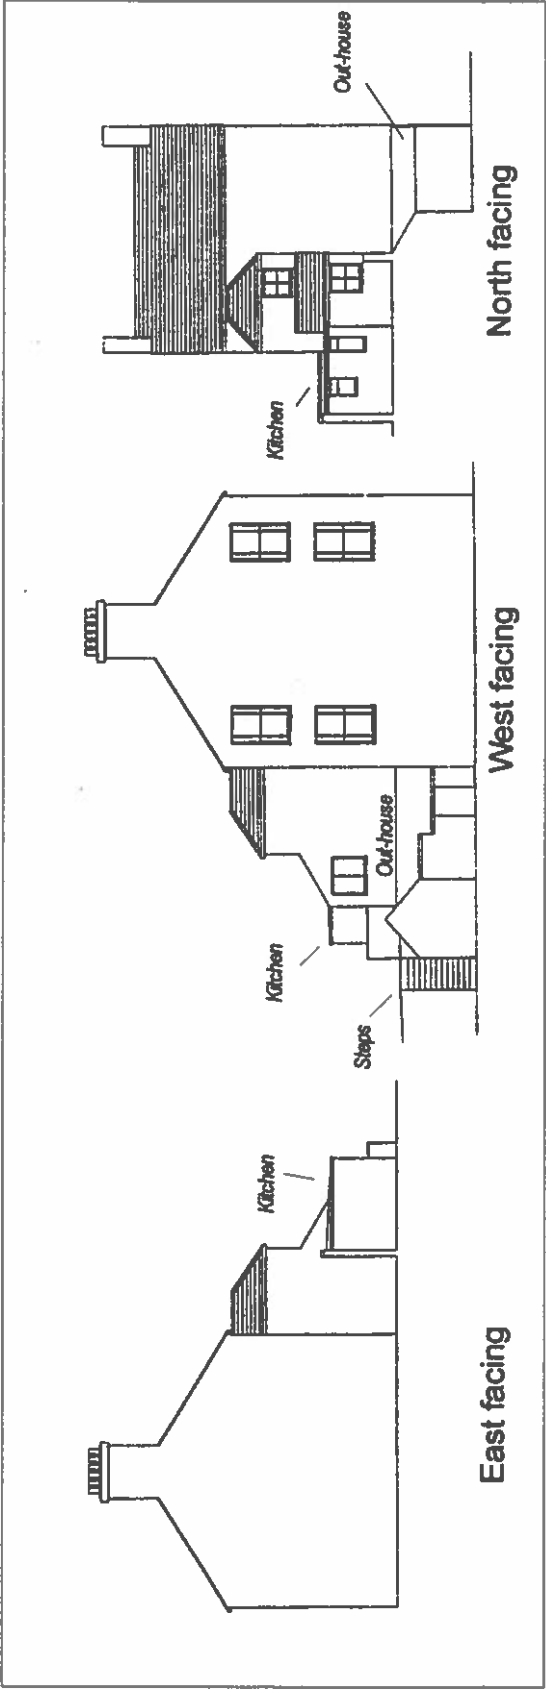 Kitchen
East facing
Steps
Kitchen
Out-house
West facing
Kitchen
Out-house
North facing